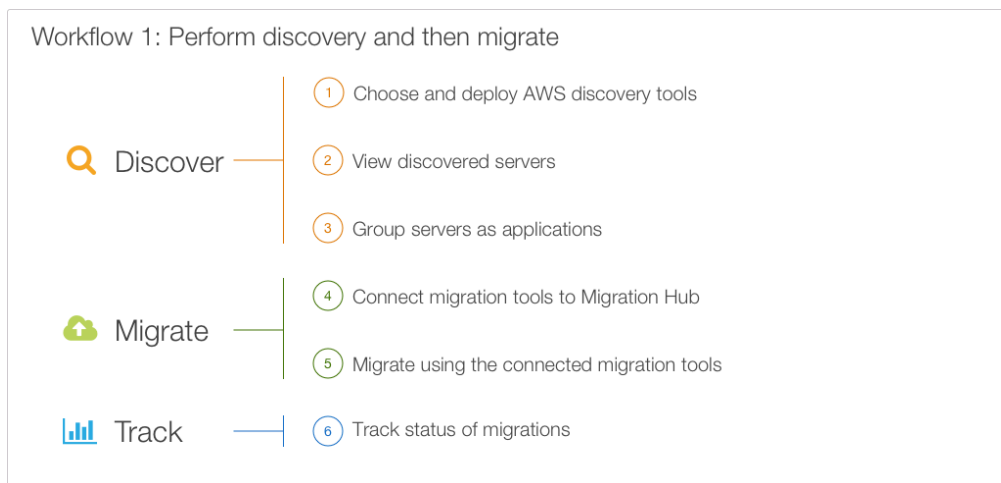 Workflow 1: Perform discovery and then migrate
Discover
1 Choose and deploy AWS discovery tools
2 View discovered servers
3 Group servers as applications
Migrate
4 Connect migration tools to Migration Hub
5 Migrate using the connected migration tools
Track
6 Track status of migrations